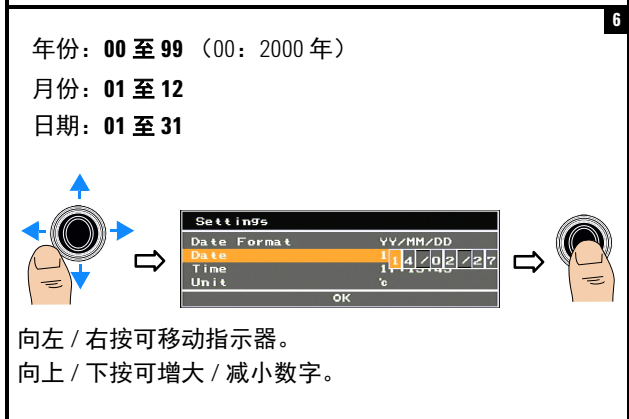 6
年份：00 至 99 （00：2000 年）
月份：01 至 12
日期：01 至 31
Settings
Date Format YY/MM/DD
Date 14/02/27
Time
Unit °c
OK
向左 / 右按可移动指示器。
向上 / 下按可增大 / 减小数字。